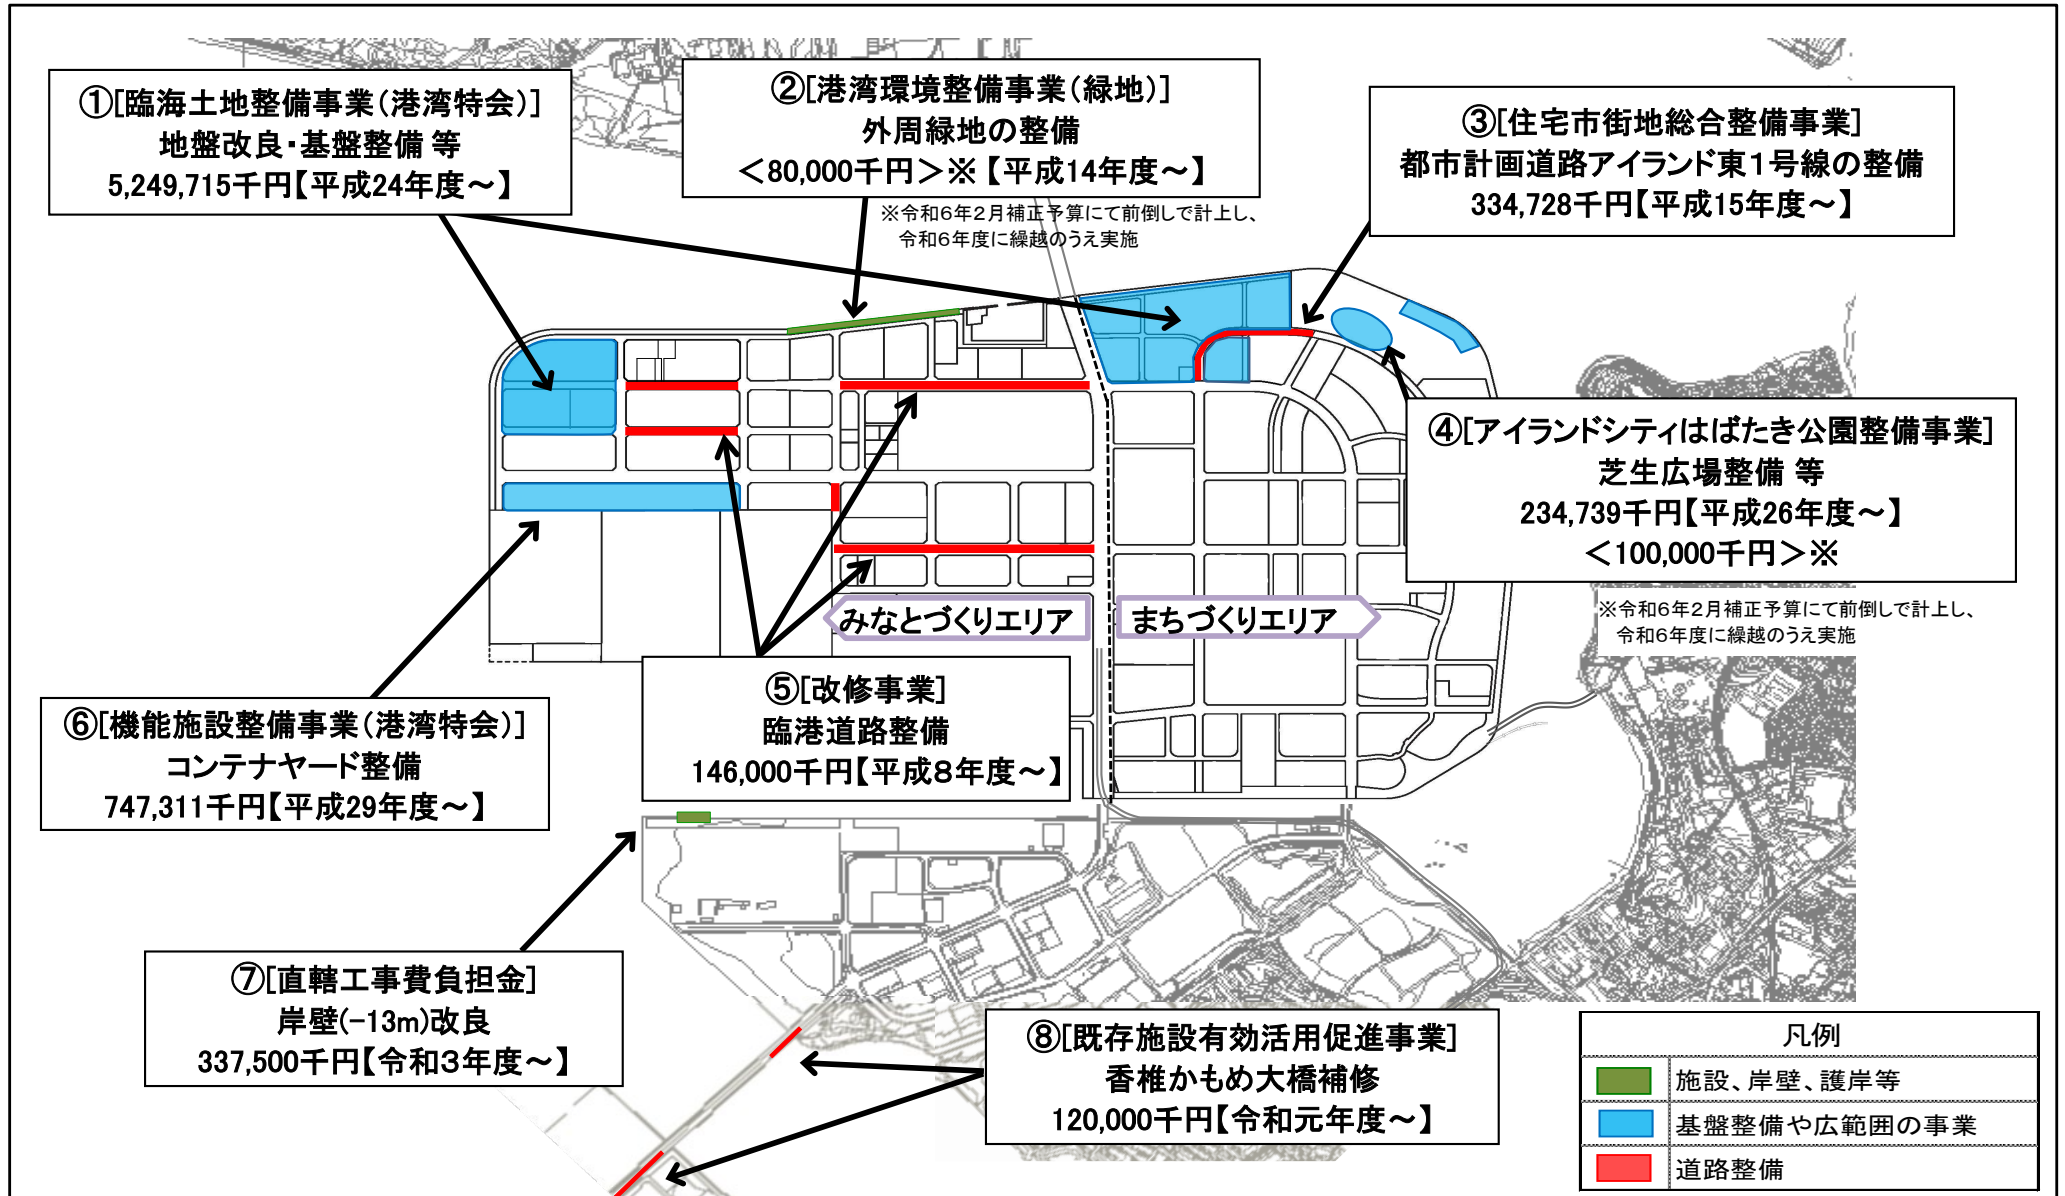 ①[臨海土地整備事業(港湾特会)]
地盤改良・基盤整備 等
5,249,715千円【平成24年度～】
②[港湾環境整備事業(緑地)]
外周緑地の整備
＜80,000千円＞※【平成14年度～】
※令和6年2月補正予算にて前倒しで計上し、
令和6年度に繰越のうえ実施
③[住宅市街地総合整備事業]
都市計画道路アイランド東1号線の整備
334,728千円【平成15年度～】
④[アイランドシティはばたき公園整備事業]
芝生広場整備 等
234,739千円【平成26年度～】
＜100,000千円＞※
※令和6年2月補正予算にて前倒しで計上し、
令和6年度に繰越のうえ実施
みなとづくりエリア
まちづくりエリア
⑤[改修事業]
臨港道路整備
146,000千円【平成8年度～】
⑥[機能施設整備事業(港湾特会)]
コンテナヤード整備
747,311千円【平成29年度～】
⑦[直轄工事費負担金]
岸壁(-13m)改良
337,500千円【令和3年度～】
⑧[既存施設有効活用促進事業]
香椎かもめ大橋補修
120,000千円【令和元年度～】
凡例
施設、岸壁、護岸等
基盤整備や広範囲の事業
道路整備